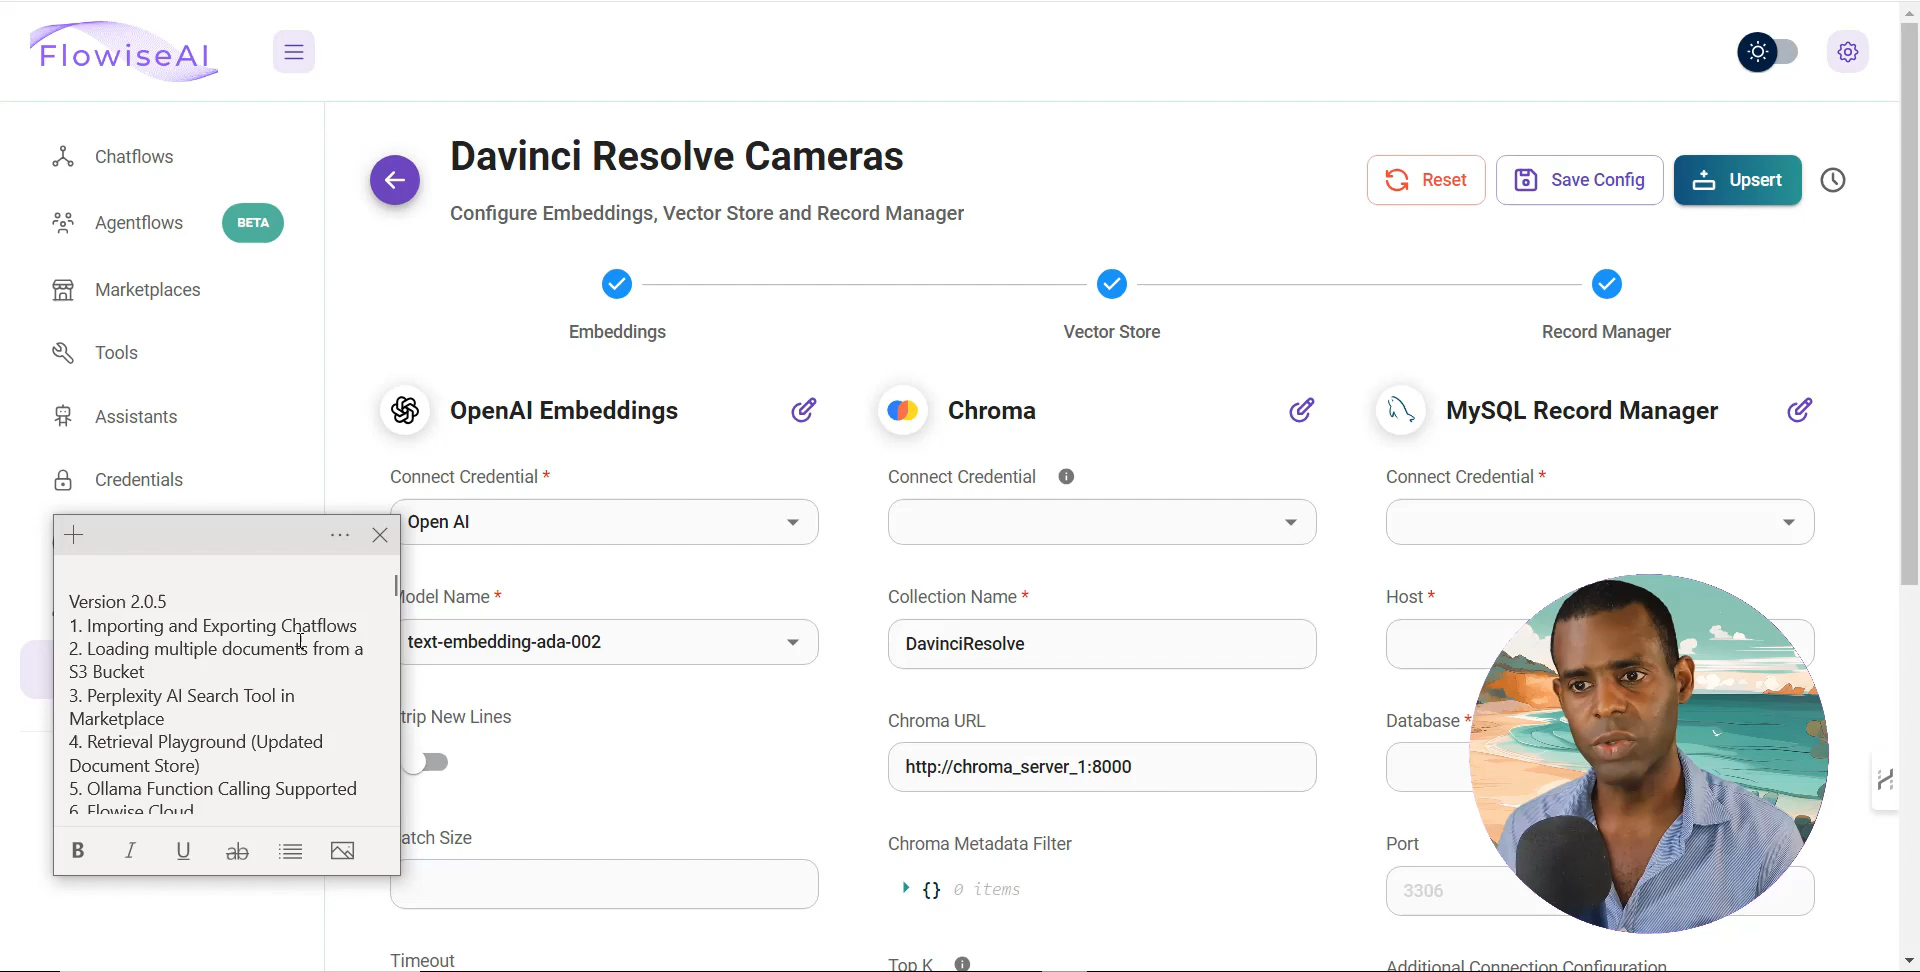 FlowiseAI
Chatflows
Agentflows
BETA
Marketplaces
Tools
Assistants
Credentials
Davinci Resolve Cameras
Configure Embeddings, Vector Store and Record Manager
Reset
Save Config
Upsert
Embeddings
Vector Store
Record Manager
OpenAI Embeddings
Connect Credential *
Open AI
Model Name *
text-embedding-ada-002
trip New Lines
atch Size
Timeout
Chroma
Connect Credential
Collection Name *
DavinciResolve
Chroma URL
http://chroma_server_1:8000
Chroma Metadata Filter
{} 0 items
Top K
MySQL Record Manager
Connect Credential *
Host *
Database *
Port
3306
Additional Connection Configuration
Version 2.0.5
1. Importing and Exporting Chatflows
2. Loading multiple documents from a
S3 Bucket
3. Perplexity AI Search Tool in
Marketplace
4. Retrieval Playground (Updated
Document Store)
5. Ollama Function Calling Supported
6. Flowise Cloud
B I U ab